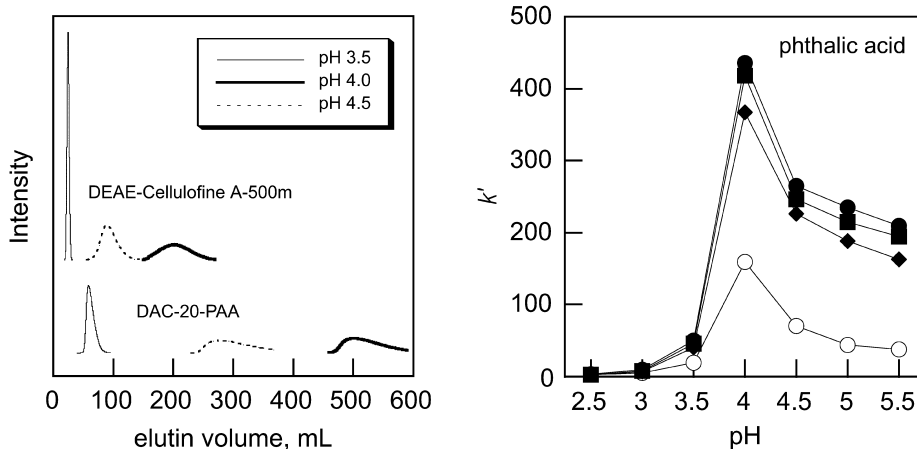 pH 3.5
pH 4.0
pH 4.5
DEAE-Cellulofine A-500m
DAC-20-PAA
Intensity
0 100 200 300 400 500 600
elutin volume, mL
phthalic acid
500
400
300
200
100
0
k'
2.5 3 3.5 4 4.5 5 5.5
pH